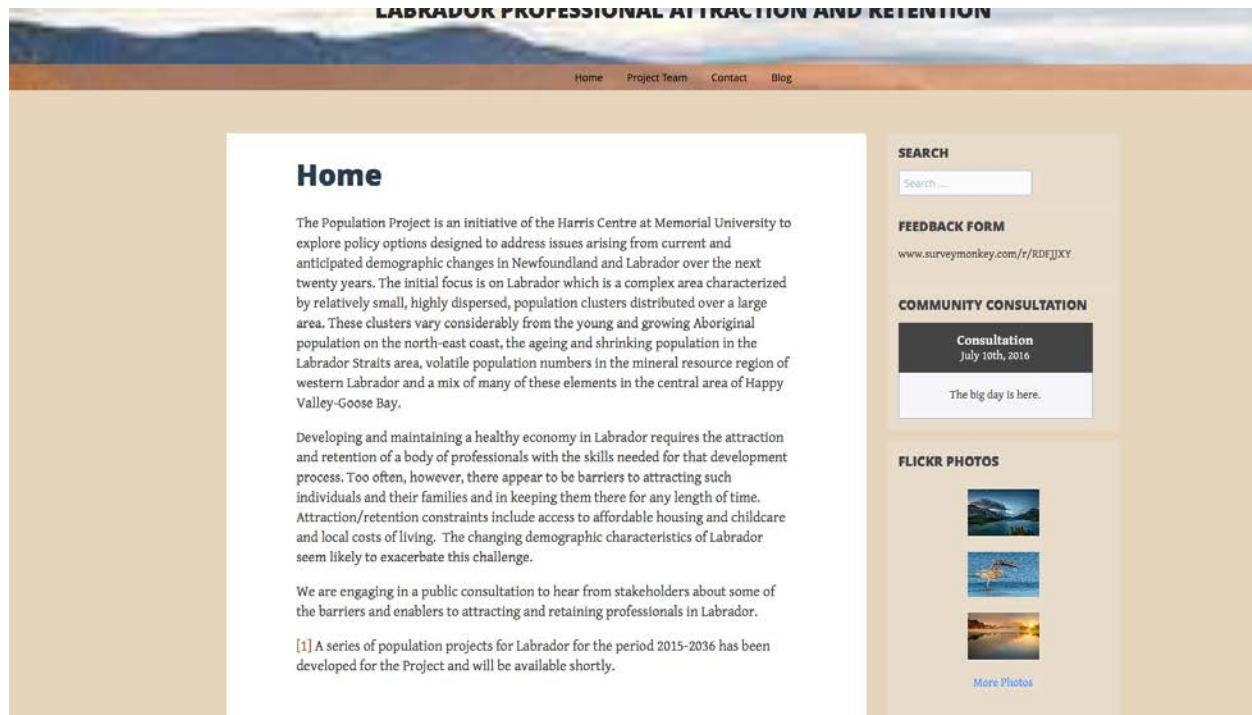 LABRADOR PROFESSIONAL ATTRACTION AND RETENTION
Home Project Team Contact Blog
Home
The Population Project is an initiative of the Harris Centre at Memorial University to
explore policy options designed to address issues arising from current and
anticipated demographic changes in Newfoundland and Labrador over the next
twenty years. The initial focus is on Labrador which is a complex area characterized
by relatively small, highly dispersed, population clusters distributed over a large
area. These clusters vary considerably from the young and growing Aboriginal
population on the north-east coast, the ageing and shrinking population in the
Labrador Straits area, volatile population numbers in the mineral resource region of
western Labrador and a mix of many of these elements in the central area of Happy
Valley-Goose Bay.
Developing and maintaining a healthy economy in Labrador requires the attraction
and retention of a body of professionals with the skills needed for that development
process. Too often, however, there appear to be barriers to attracting such
individuals and their families and in keeping them there for any length of time.
Attraction/retention constraints include access to affordable housing and childcare
and local costs of living.  The changing demographic characteristics of Labrador
seem likely to exacerbate this challenge.
We are engaging in a public consultation to hear from stakeholders about some of
the barriers and enablers to attracting and retaining professionals in Labrador.
[1] A series of population projects for Labrador for the period 2015-2036 has been
developed for the Project and will be available shortly.
SEARCH
Search ...
FEEDBACK FORM
www.surveymonkey.com/r/RDFJJXY
COMMUNITY CONSULTATION
Consultation
July 10th, 2016
The big day is here.
FLICKR PHOTOS
More Photos